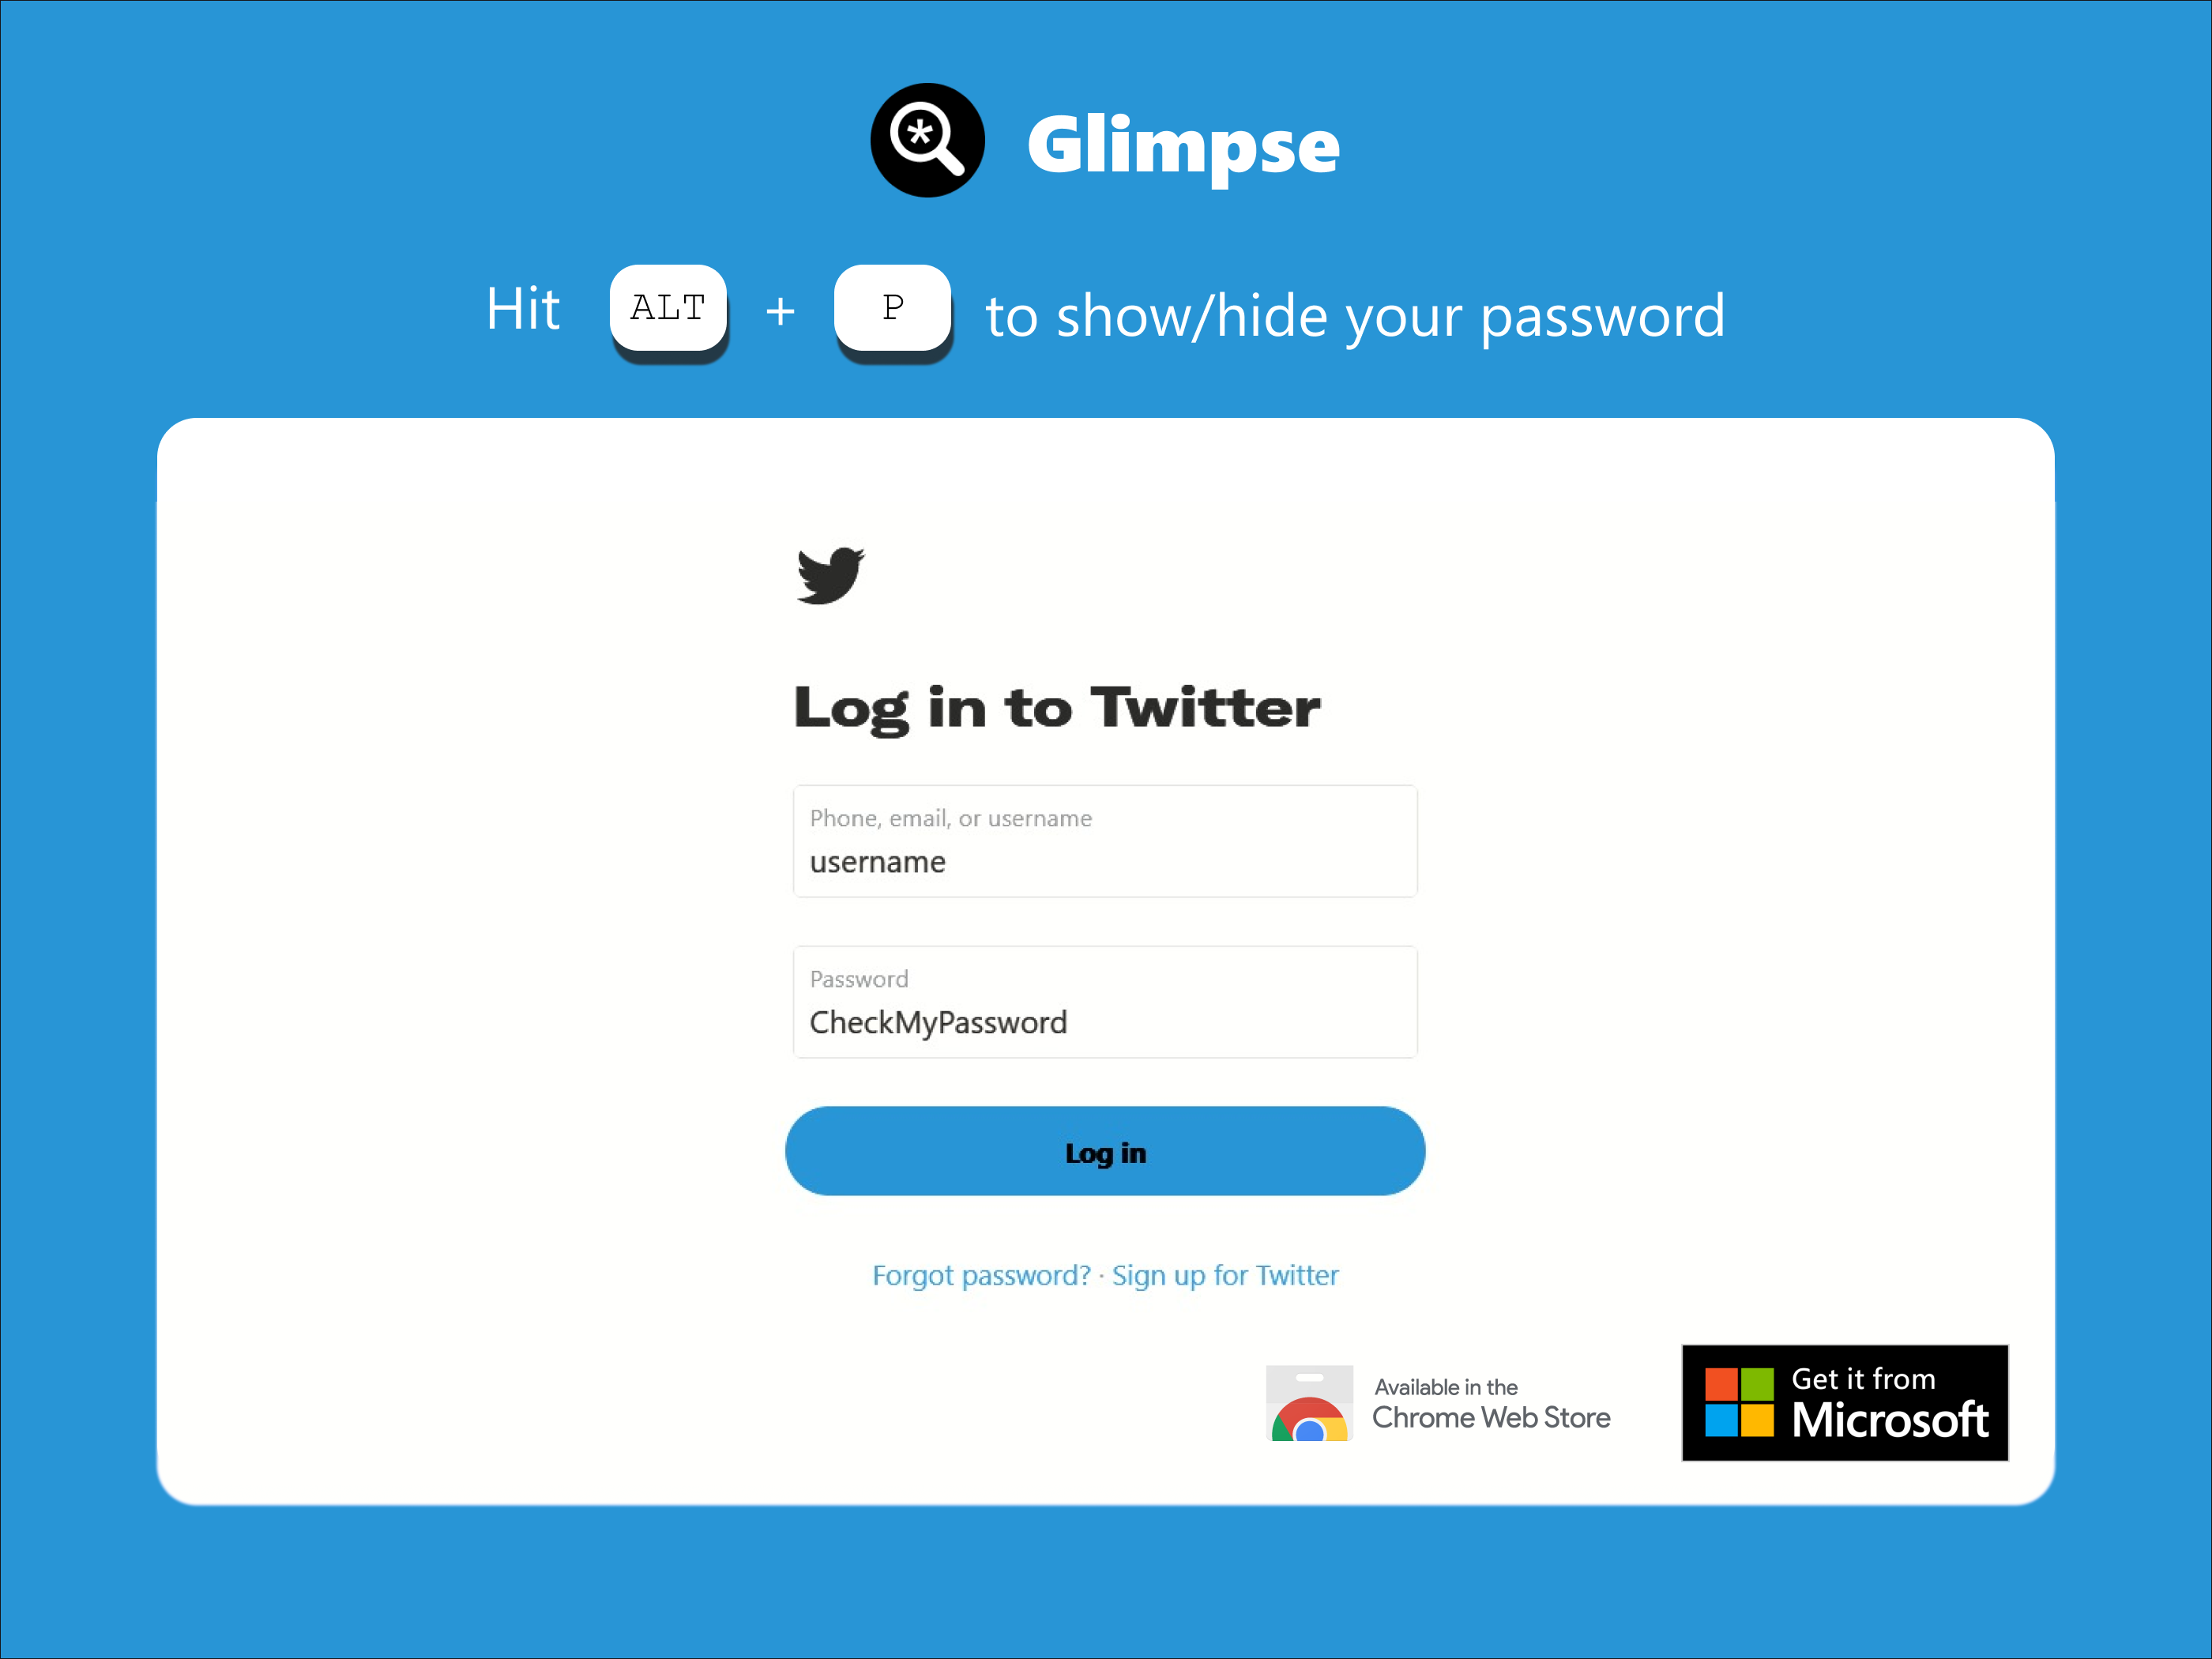 Glimpse
Hit ALT + P to show/hide your password
Log in to Twitter
Phone, email, or username
username
Password
CheckMyPassword
Log in
Forgot password? · Sign up for Twitter
Available in the
Chrome Web Store
Get it from
Microsoft